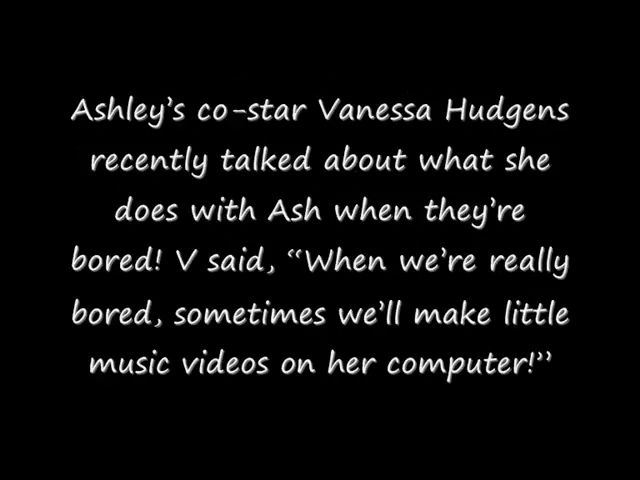 Ashley's co-star Vanessa Hudgens
recently talked about what she
does with Ash when they're
bored! V said, "When we're really
bored, sometimes we'll make little
music videos on her computer!"